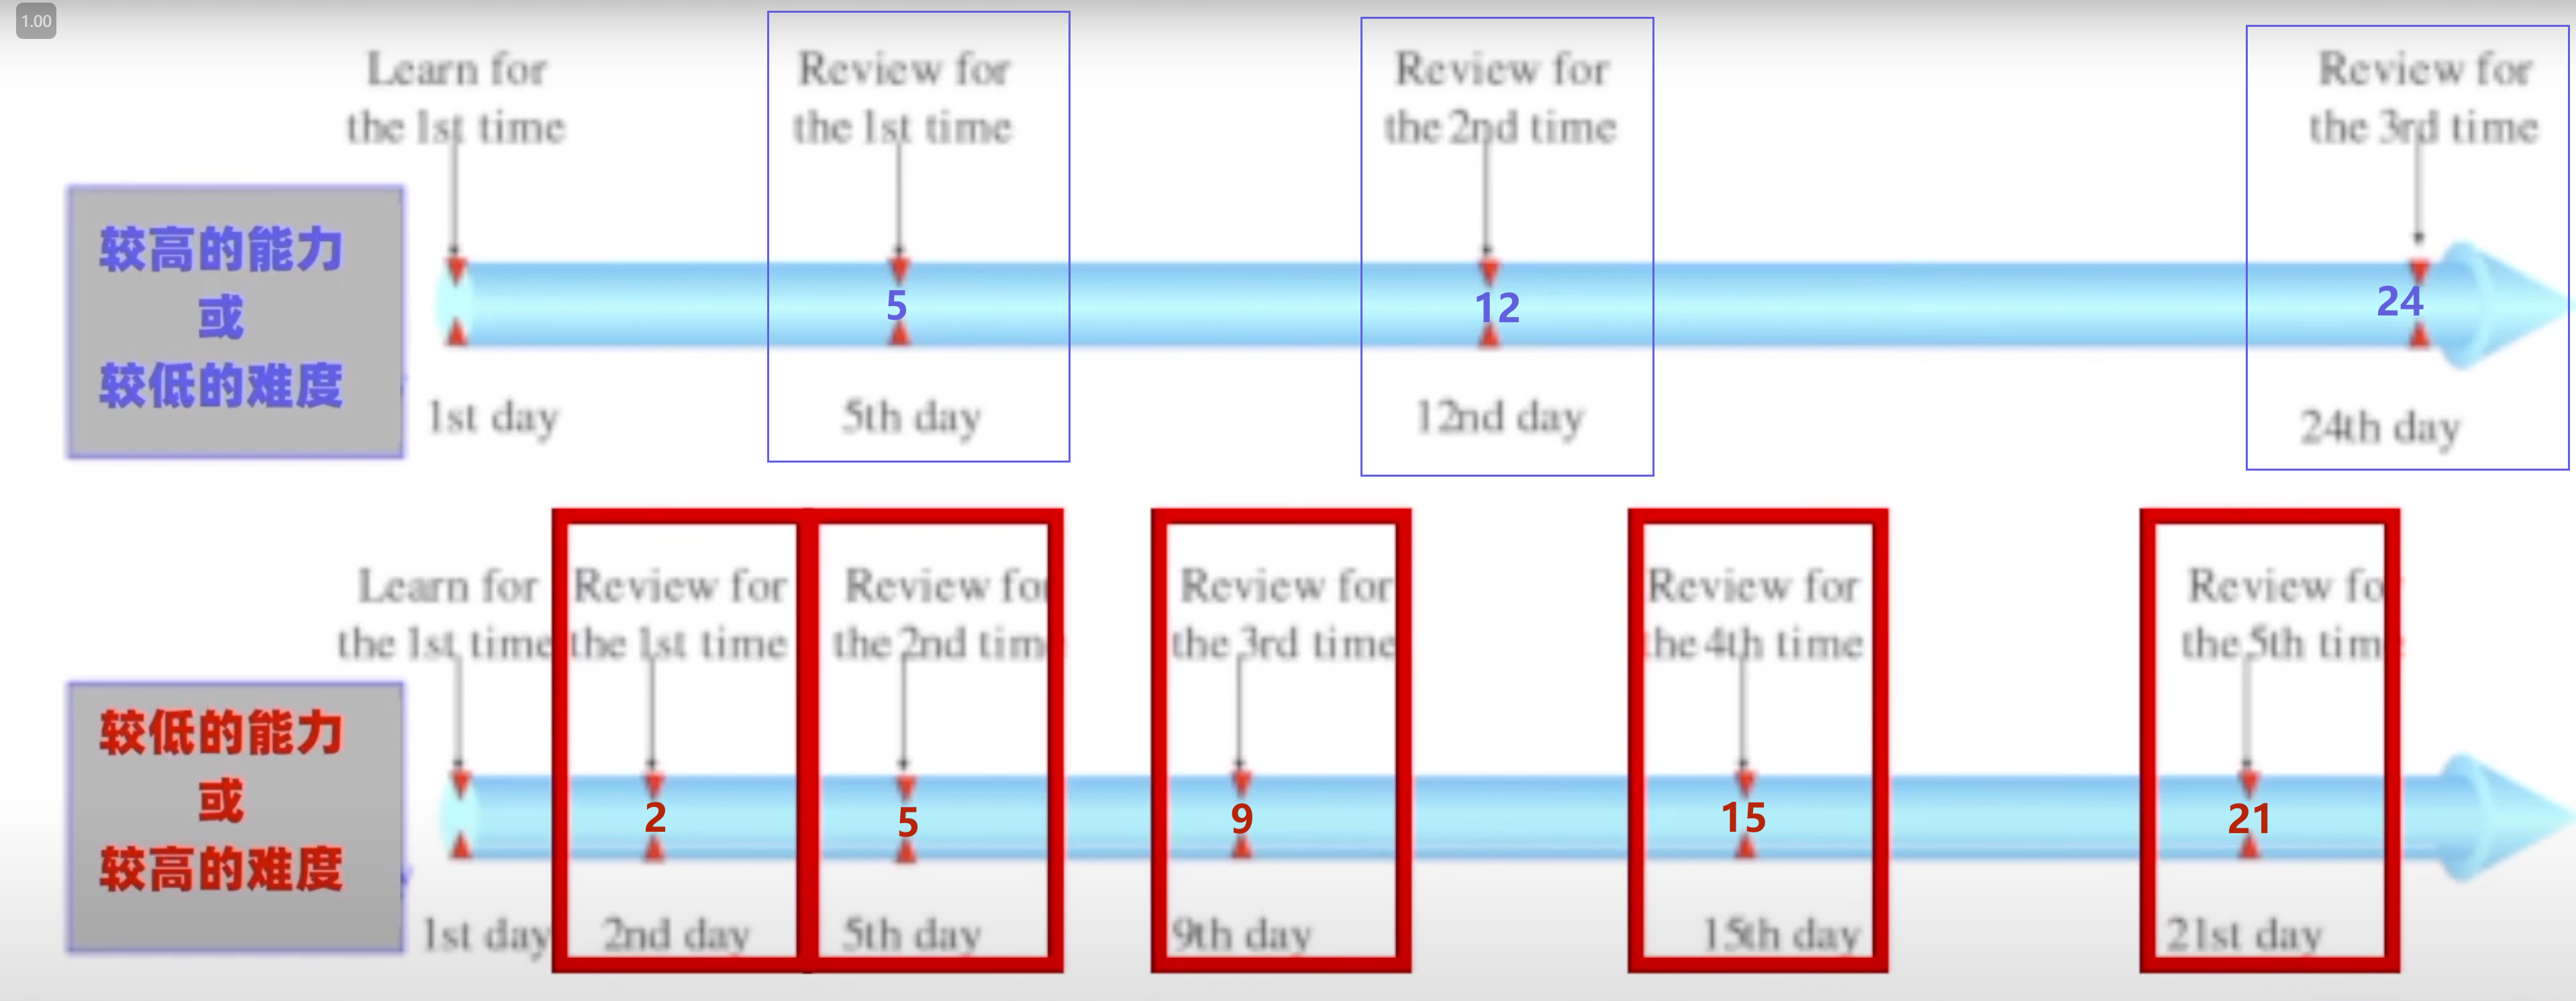 1.00
Learn for
the 1st time
Review for
the 1st time
Review for
the 2nd time
Review for
the 3rd time
较高的能力
或
较低的难度
5
12
24
1st day
5th day
12nd day
24th day
Learn for
the 1st time
Review for
the 1st time
Review for
the 2nd tim
Review for
the 3rd time
Review for
the 4th time
Review fo
the 5th tim
较低的能力
或
较高的难度
2
5
9
15
21
1st day
2nd day
5th day
9th day
15th day
21st day